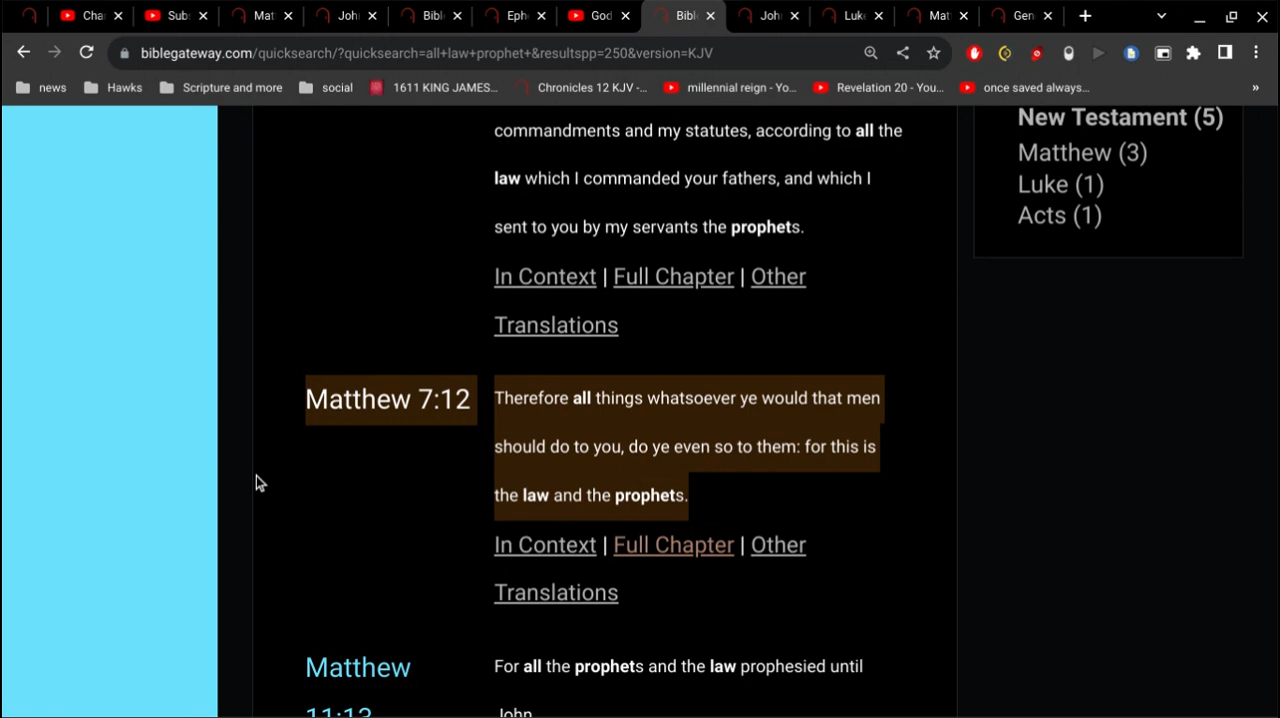 Cha
Sub:
Mat
Joh
Bibl
Eph
God
Bibl
Joh
Luk
Mat
Gen
biblegateway.com/quicksearch/?quicksearch=all+law+prophet+&resultspp=250&version=KJV
news
Hawks
Scripture and more
social
1611 KING JAMES...
Chronicles 12 KJV -...
millennial reign - Yo...
Revelation 20 - You...
once saved always...
»
commandments and my statutes, according to all the
law which I commanded your fathers, and which I
sent to you by my servants the prophets.
In Context | Full Chapter | Other
Translations
Matthew 7:12
Therefore all things whatsoever ye would that men
should do to you, do ye even so to them: for this is
the law and the prophets.
In Context | Full Chapter | Other
Translations
Matthew
11:13
For all the prophets and the law prophesied until
John.
New Testament (5)
Matthew (3)
Luke (1)
Acts (1)